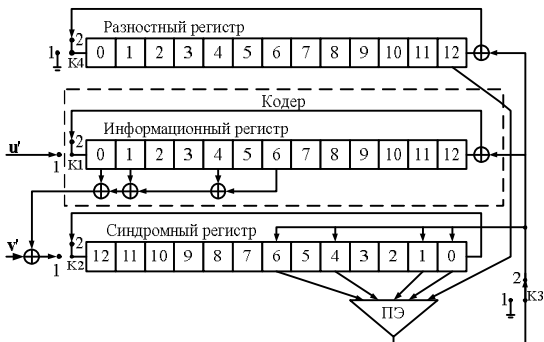 Разностный регистр
1 2 К4 0 1 2 3 4 5 6 7 8 9 10 11 12
Кодер
Информационный регистр
u' 1 2 К1 0 1 2 3 4 5 6 7 8 9 10 11 12
Синдромный регистр
v' 1 2 К2 12 11 10 9 8 7 6 5 4 3 2 1 0
2
1 К3
ПЭ